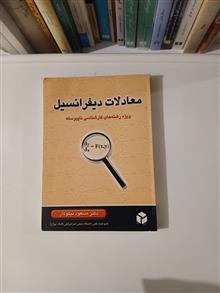 معادلات دیفرانسیل
ویژه رشته‌های کارشناسی ناپیوسته
dy/dx = F(x,y)
دکتر مسعود نیکوکار